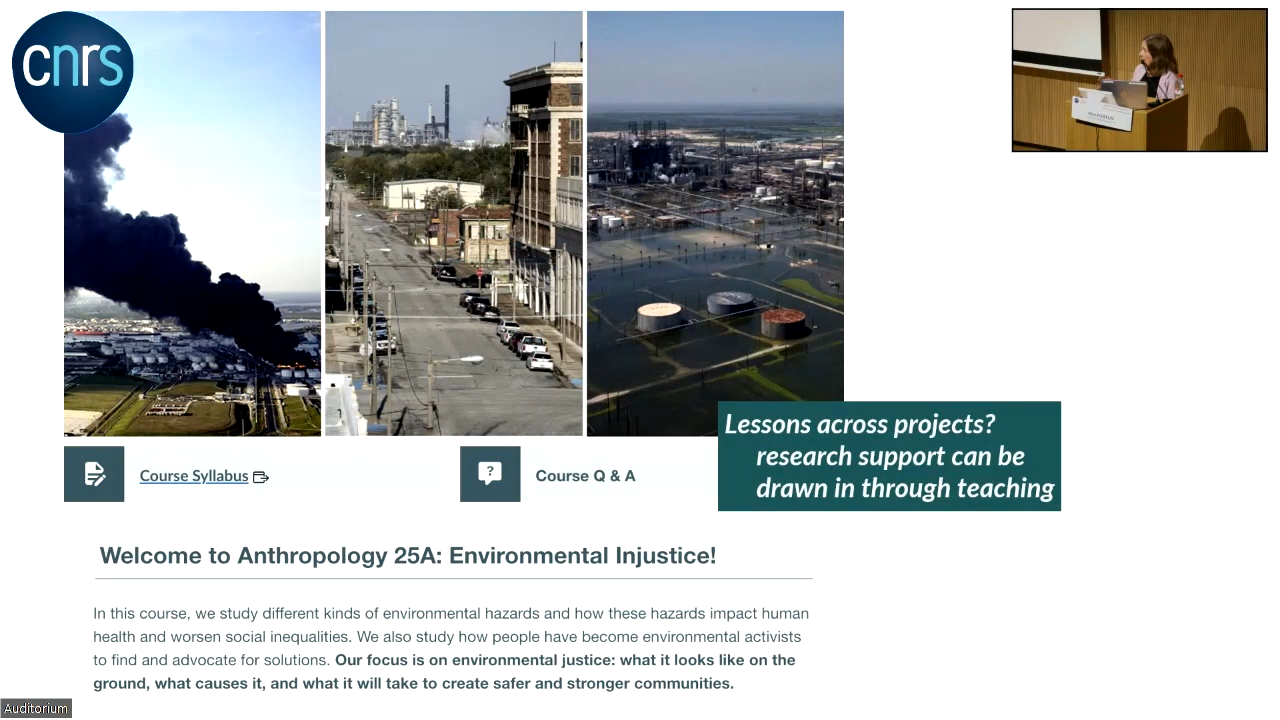 cnrs
Lessons across projects?
research support can be
drawn in through teaching
Course Syllabus
?
Course Q & A
Welcome to Anthropology 25A: Environmental Injustice!
In this course, we study different kinds of environmental hazards and how these hazards impact human
health and worsen social inequalities. We also study how people have become environmental activists
to find and advocate for solutions. Our focus is on environmental justice: what it looks like on the
ground, what causes it, and what it will take to create safer and stronger communities.
Auditorium